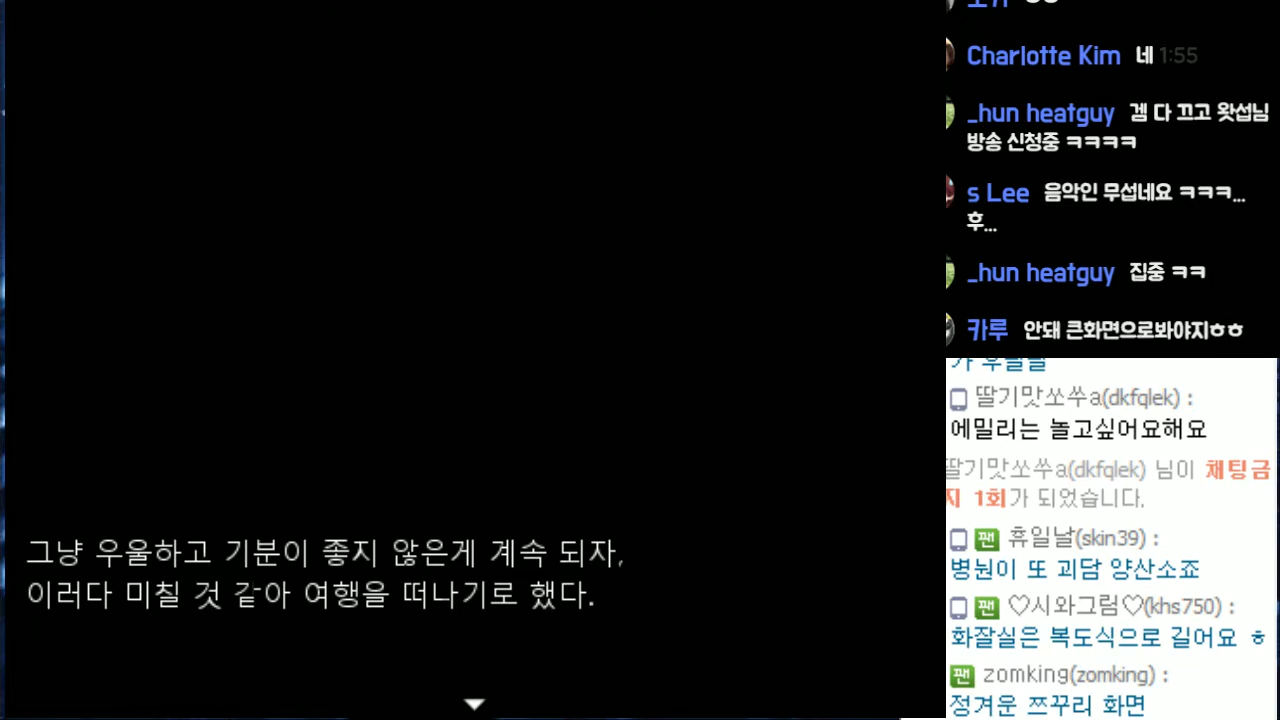 그냥 우울하고 기분이 좋지 않은게 계속 되자,
이러다 미칠 것 같아 여행을 떠나기로 했다.
Charlotte Kim 네 1:55
_hun heatguy 겜 다 끄고 왓섭님
방송 신청중 ㅋㅋㅋㅋ
s Lee 음악인 무섭네요 ㅋㅋㅋ...
후...
_hun heatguy 집중 ㅋㅋ
카루 안돼 큰화면으로봐야지ㅎㅎ
딸기맛쏘쑤a(dkfqlek) :
에밀리는 놀고싶어요해요
딸기맛쏘쑤a(dkfqlek) 님이 채팅금
지 1회가 되었습니다.
팬 휴일날(skin39) :
병원이 또 괴담 양산소죠
팬 ♡시와그림♡(khs750) :
화잘실은 복도식으로 길어요 ㅎ
팬 zomking(zomking) :
정겨운 쯔꾸리 화면